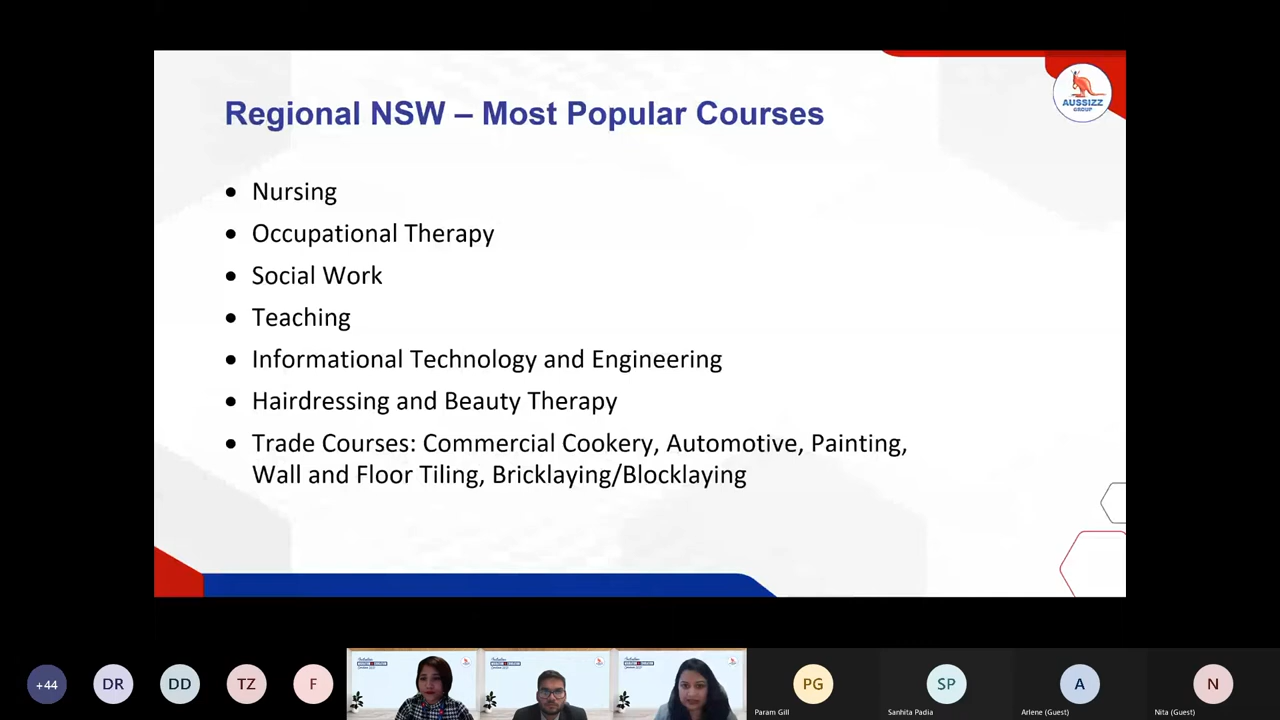 Regional NSW – Most Popular Courses
AUSSIZZ
GROUP
• Nursing
• Occupational Therapy
• Social Work
• Teaching
• Informational Technology and Engineering
• Hairdressing and Beauty Therapy
• Trade Courses: Commercial Cookery, Automotive, Painting,
Wall and Floor Tiling, Bricklaying/Blocklaying
+44
DR
DD
TZ
F
PG
SP
A
N
Param Gill
Sanhita Padia
Arlene (Guest)
Nita (Guest)